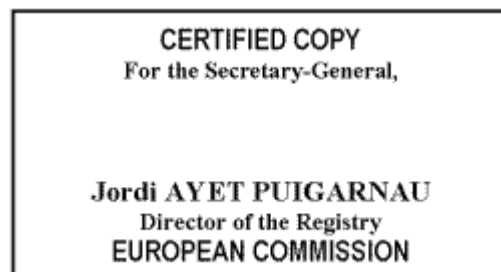 CERTIFIED COPY
For the Secretary-General,
Jordi AYET PUIGARNAU
Director of the Registry
EUROPEAN COMMISSION